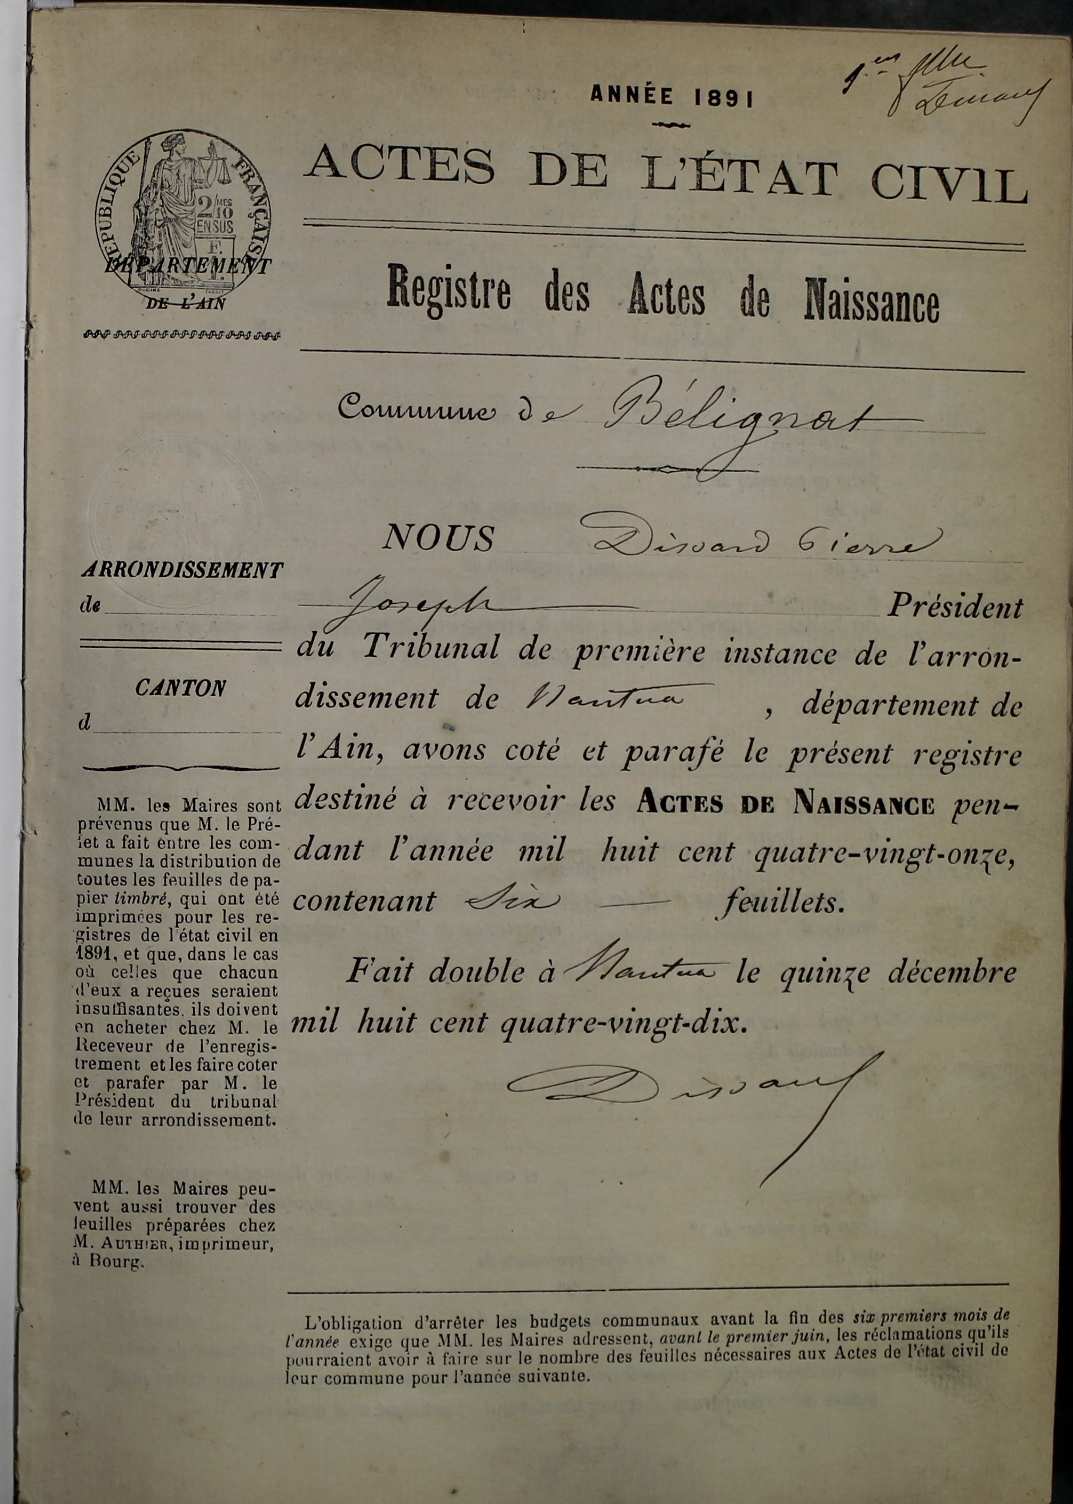 ANNÉE 1891
ACTES DE L'ÉTAT CIVIL
RÉPUBLIQUE FRANÇAISE
2/10 MES
EN SUS
DÉPARTEMENT
DE L'AIN
Registre des Actes de Naissance
Commune de Bélignat
NOUS Pierre
Joseph Président
du Tribunal de première instance de l'arron-
dissement de Nantua, département de
l'Ain, avons coté et parafé le présent registre
destiné à recevoir les ACTES DE NAISSANCE pen-
dant l'année mil huit cent quatre-vingt-onze,
contenant Six — feuillets.
Fait double à Nantua le quinze décembre
mil huit cent quatre-vingt-dix.
ARRONDISSEMENT
de
CANTON
d
MM. les Maires sont
prévenus que M. le Pré-
fet a fait entre les com-
munes la distribution de
toutes les feuilles de pa-
pier timbré, qui ont été
imprimées pour les re-
gistres de l'état civil en
1891, et que, dans le cas
où celles que chacun
d'eux a reçues seraient
insuffisantes, ils doivent
en acheter chez M. le
Receveur de l'enregis-
trement et les faire coter
et parafer par M. le
Président du tribunal
de leur arrondissement.
MM. les Maires peu-
vent aussi trouver des
feuilles préparées chez
M. AUTHIER, imprimeur,
à Bourg.
L'obligation d'arrêter les budgets communaux avant la fin des six premiers mois de
l'année exige que MM. les Maires adressent, avant le premier juin, les réclamations qu'ils
pourraient avoir à faire sur le nombre des feuilles nécessaires aux Actes de l'état civil de
leur commune pour l'année suivante.